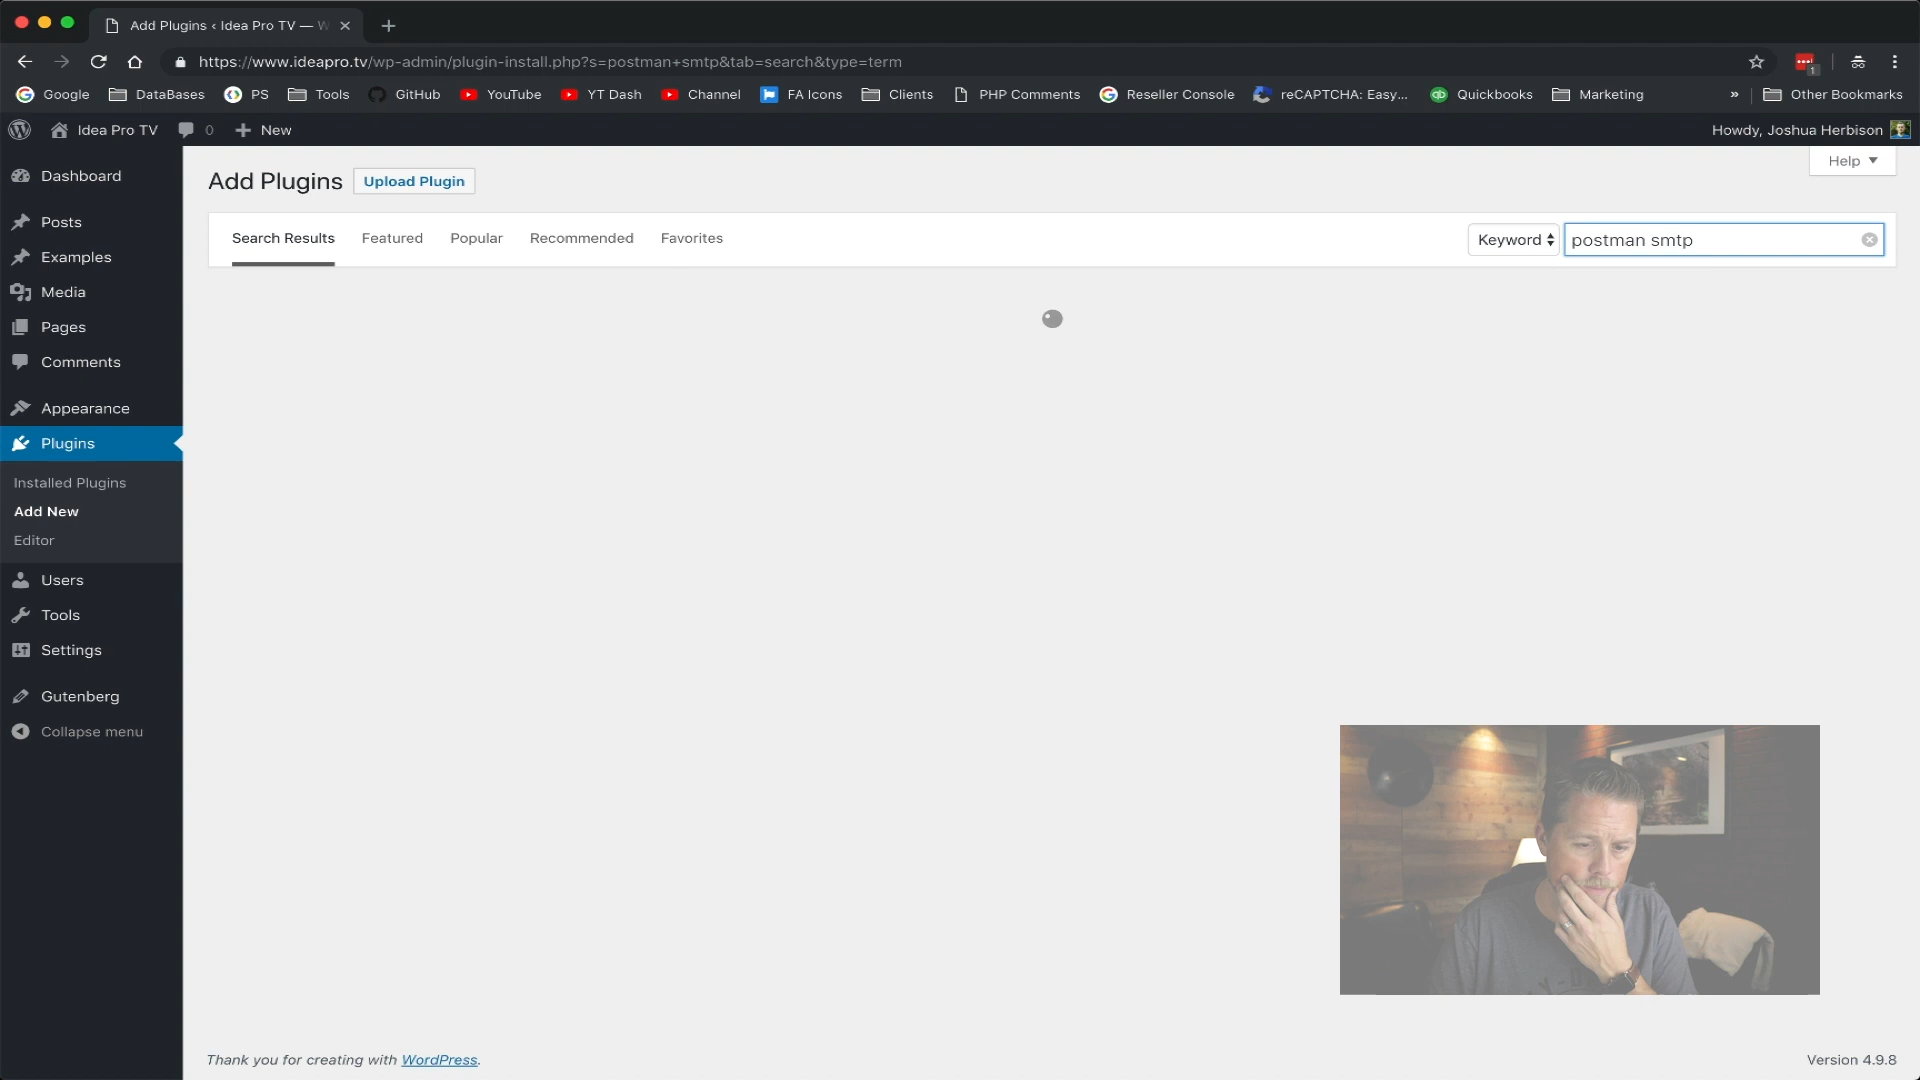 Add Plugins ‹ Idea Pro TV — W
https://www.ideapro.tv/wp-admin/plugin-install.php?s=postman+smtp&tab=search&type=term
1
Google DataBases PS Tools GitHub YouTube YT Dash Channel FA Icons Clients PHP Comments Reseller Console reCAPTCHA: Easy... Quickbooks Marketing » Other Bookmarks
Idea Pro TV 0 New Howdy, Joshua Herbison
Help
Add Plugins Upload Plugin
Search Results Featured Popular Recommended Favorites Keyword postman smtp
Dashboard
Posts
Examples
Media
Pages
Comments
Appearance
Plugins
Installed Plugins
Add New
Editor
Users
Tools
Settings
Gutenberg
Collapse menu
Thank you for creating with WordPress. Version 4.9.8